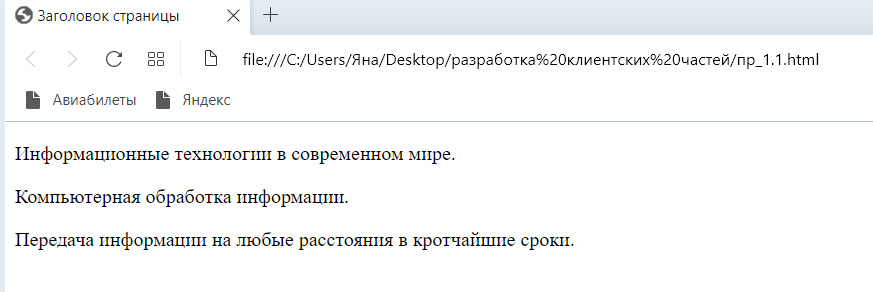 Заголовок страницы
file:///C:/Users/Яна/Desktop/разработка%20клиентских%20частей/пр_1.1.html
Авиабилеты Яндекс
Информационные технологии в современном мире.
Компьютерная обработка информации.
Передача информации на любые расстояния в кротчайшие сроки.